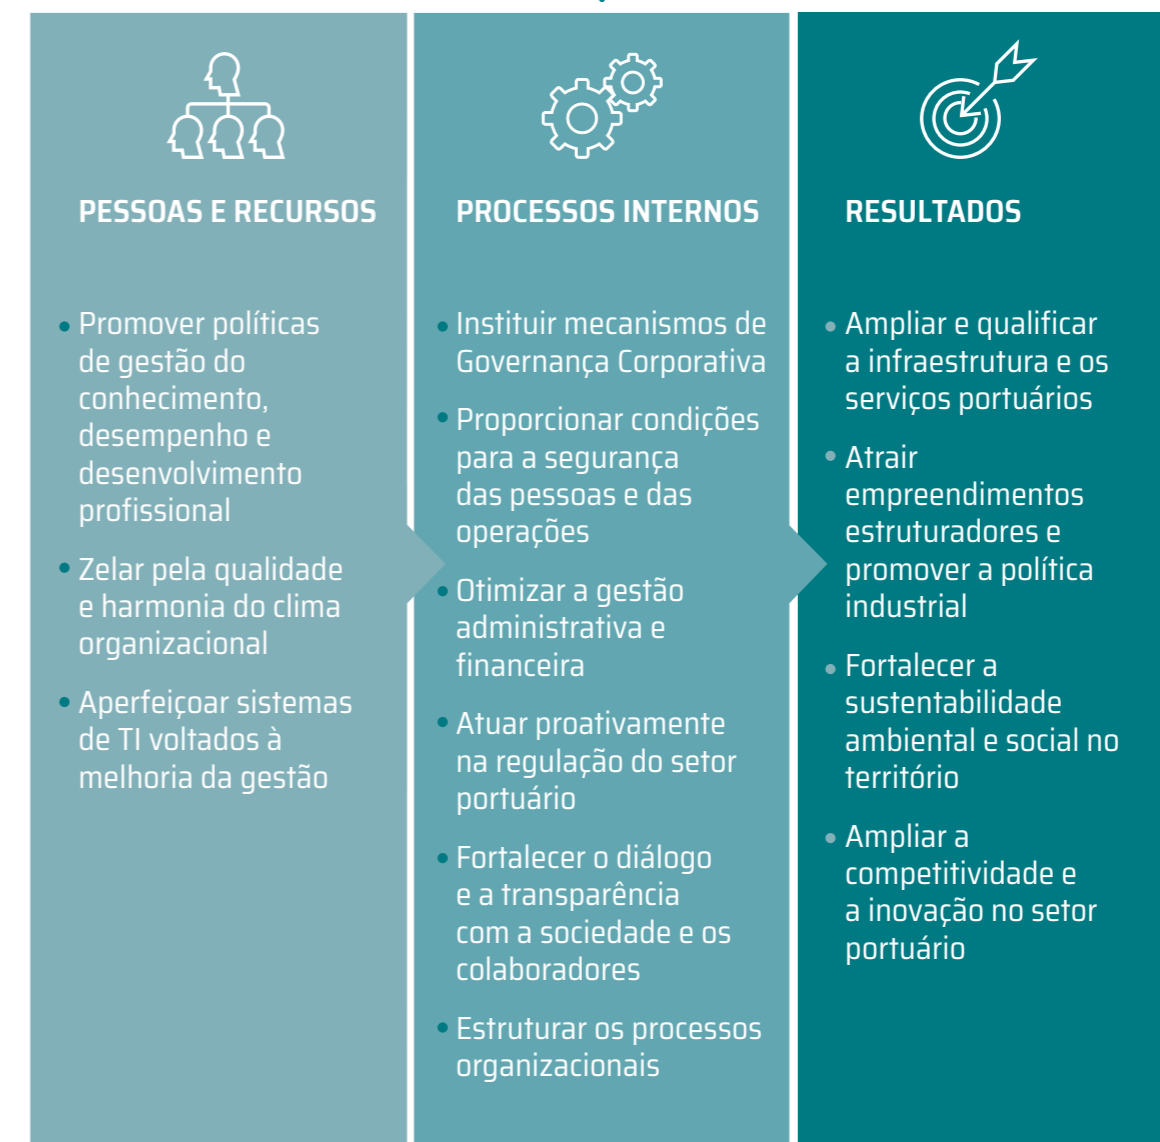 PESSOAS E RECURSOS
• Promover políticas
de gestão do
conhecimento,
desempenho e
desenvolvimento
profissional
• Zelar pela qualidade
e harmonia do clima
organizacional
• Aperfeiçoar sistemas
de TI voltados à
melhoria da gestão
PROCESSOS INTERNOS
• Instituir mecanismos de
Governança Corporativa
• Proporcionar condições
para a segurança
das pessoas e das
operações
• Otimizar a gestão
administrativa e
financeira
• Atuar proativamente
na regulação do setor
portuário
• Fortalecer o diálogo
e a transparência
com a sociedade e os
colaboradores
• Estruturar os processos
organizacionais
RESULTADOS
• Ampliar e qualificar
a infraestrutura e os
serviços portuários
• Atrair
empreendimentos
estruturadores e
promover a política
industrial
• Fortalecer a
sustentabilidade
ambiental e social no
território
• Ampliar a
competitividade e
a inovação no setor
portuário